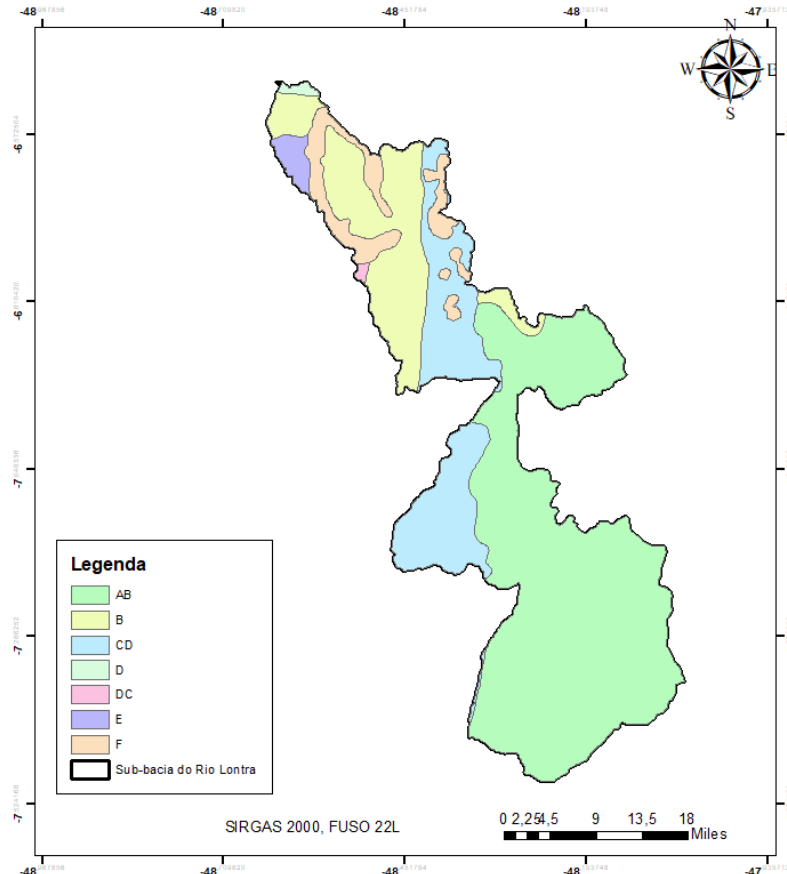 -48 -48 -48 -48 -47
N
W E
S
-6
-6
-7
-7
-7
Legenda
AB
B
CD
D
DC
E
F
Sub-bacia do Rio Lontra
SIRGAS 2000, FUSO 22L
0 2,25 4,5 9 13,5 18
Miles
-48 -48 -48 -48 -47